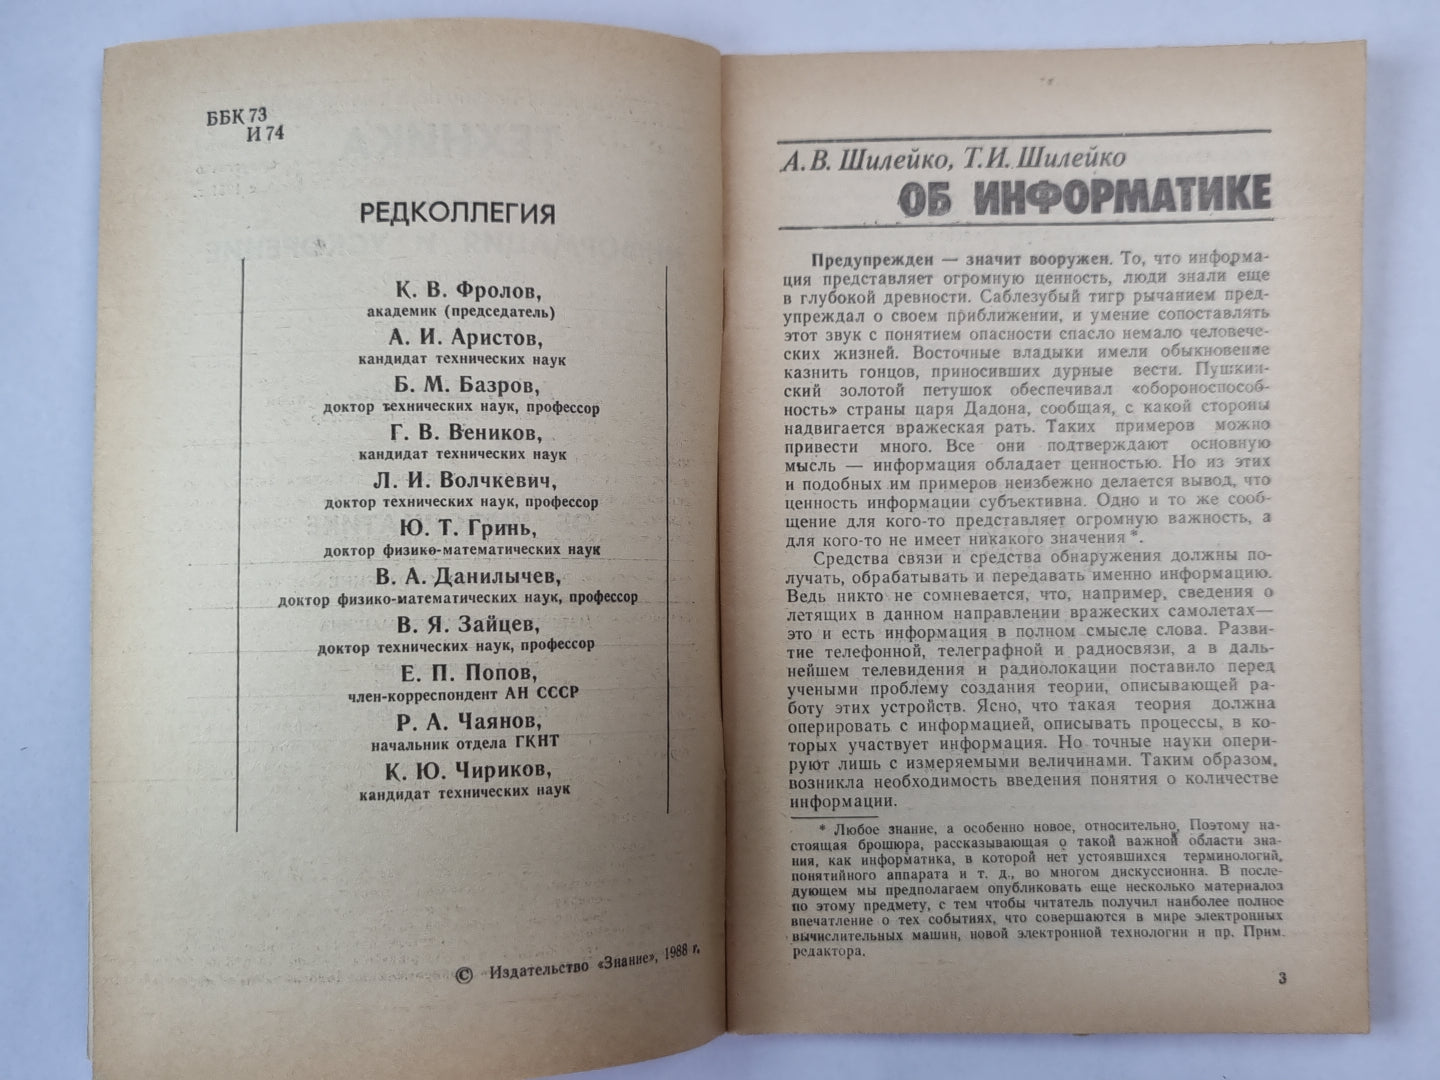 ББК 73
И 74
РЕДКОЛЛЕГИЯ
К. В. Фролов,
академик (председатель)
А. И. Аристов,
кандидат технических наук
Б. М. Базров,
доктор технических наук, профессор
Г. В. Веников,
кандидат технических наук
Л. И. Волчкевич,
доктор технических наук, профессор
Ю. Т. Гринь,
доктор физико-математических наук
В. А. Данилычев,
доктор физико-математических наук, профессор
В. Я. Зайцев,
доктор технических наук, профессор
Е. П. Попов,
член-корреспондент АН СССР
Р. А. Чаянов,
начальник отдела ГКНТ
К. Ю. Чириков,
кандидат технических наук
© Издательство «Знание», 1988 г.
А. В. Шилейко, Т. И. Шилейко
ОБ ИНФОРМАТИКЕ
Предупрежден — значит вооружен. То, что информа-
ция представляет огромную ценность, люди знали еще
в глубокой древности. Саблезубый тигр рычанием пред-
упреждал о своем приближении, и умение сопоставлять
этот звук с понятием опасности спасло немало человече-
ских жизней. Восточные владыки имели обыкновение
казнить гонцов, приносивших дурные вести. Пушкин-
ский золотой петушок обеспечивал «обороноспособ-
ность» страны царя Дадона, сообщая, с какой стороны
надвигается вражеская рать. Таких примеров можно
привести много. Все они подтверждают основную
мысль — информация обладает ценностью. Но из этих
и подобных им примеров неизбежно делается вывод, что
ценность информации субъективна. Одно и то же сооб-
щение для кого-то представляет огромную важность, а
для кого-то не имеет никакого значения *.
Средства связи и средства обнаружения должны по-
лучать, обрабатывать и передавать именно информацию.
Ведь никто не сомневается, что, например, сведения о
летящих в данном направлении вражеских самолетах—
это и есть информация в полном смысле слова. Разви-
тие телефонной, телеграфной и радиосвязи, а в даль-
нейшем телевидения и радиолокации поставило перед
учеными проблему создания теории, описывающей ра-
боту этих устройств. Ясно, что такая теория должна
оперировать с информацией, описывать процессы, в ко-
торых участвует информация. Но точные науки опери-
руют лишь с измеряемыми величинами. Таким образом,
возникла необходимость введения понятия о количестве
информации.
* Любое знание, а особенно новое, относительно. Поэтому на-
стоящая брошюра, рассказывающая о такой важной области зна-
ния, как информатика, в которой нет устоявшихся терминологий,
понятийного аппарата и т. д., во многом дискуссионна. В после-
дующем мы предполагаем опубликовать еще несколько материалов
по этому предмету, с тем чтобы читатель получил наиболее полное
впечатление о тех событиях, что совершаются в мире электронных
вычислительных машин, новой электронной технологии и пр. Прим.
редактора.
3